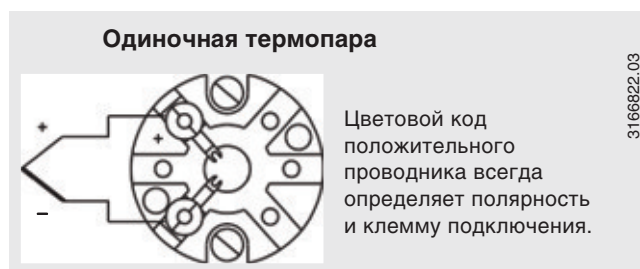 Одиночная термопара
3166822.03
+
+
–
Цветовой код
положительного
проводника всегда
определяет полярность
и клемму подключения.